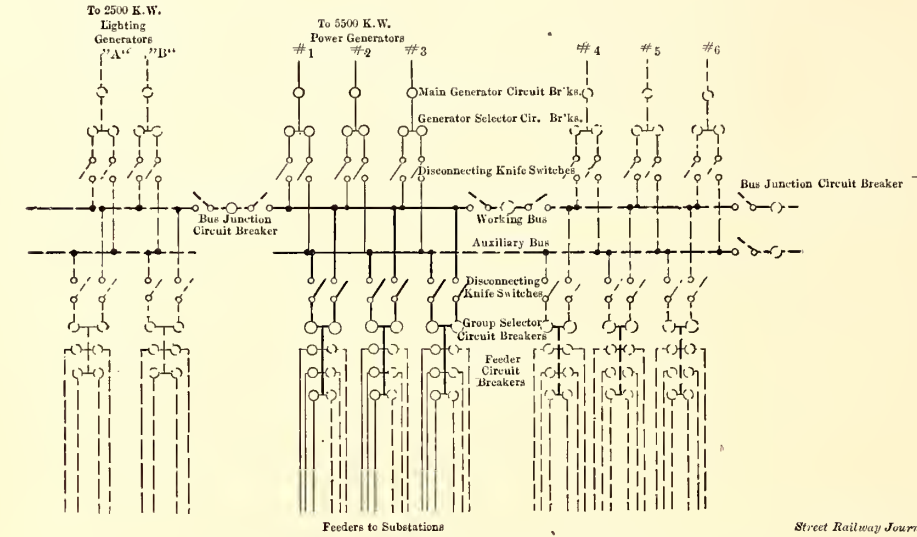 To 2500 K.W.
Lighting
Generators
"A" "B"
To 5500 K.W.
Power Generators
#1 #2 #3 #4 #5 #6
Main Generator Circuit Br'ks.
Generator Selector Cir. Br'ks.
Disconnecting Knife Switches
Bus Junction Circuit Breaker
Bus Junction
Circuit Breaker
Working Bus
Auxiliary Bus
Disconnecting
Knife Switches
Group Selector
Circuit Breakers
Feeder
Circuit
Breakers
Feeders to Substations
Street Railway Journ